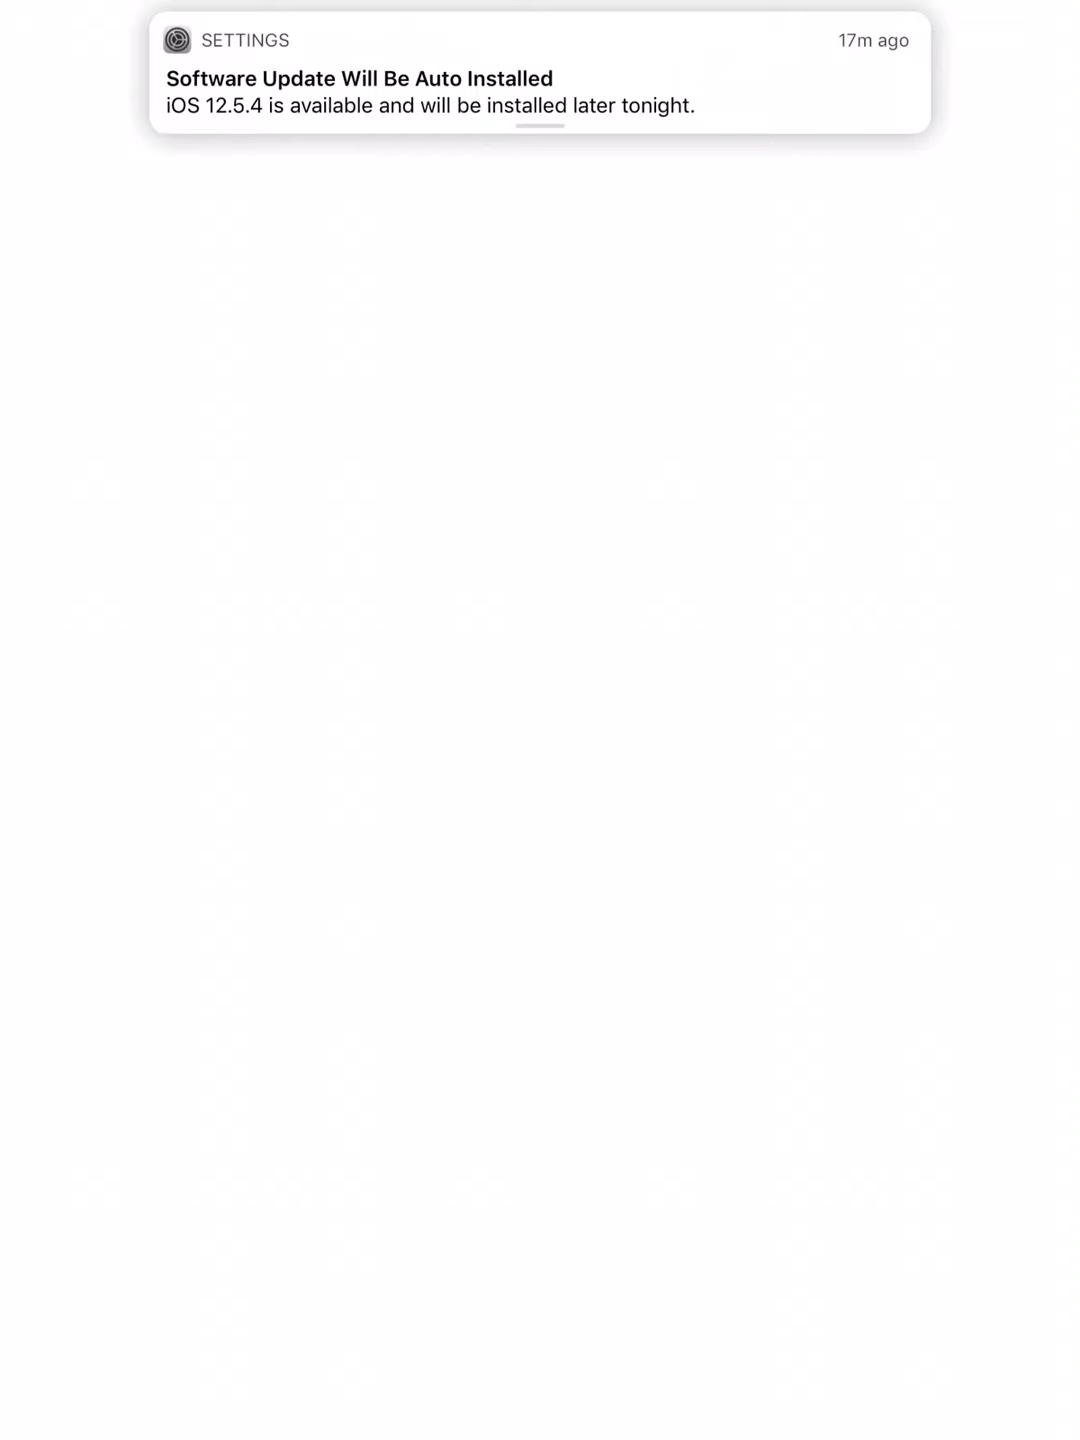 SETTINGS
17m ago
Software Update Will Be Auto Installed
iOS 12.5.4 is available and will be installed later tonight.